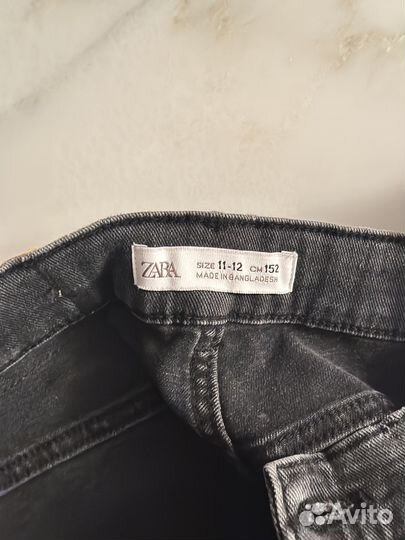 ZARA
SIZE 11-12 CM 152
MADE IN BANGLADESH
Avito